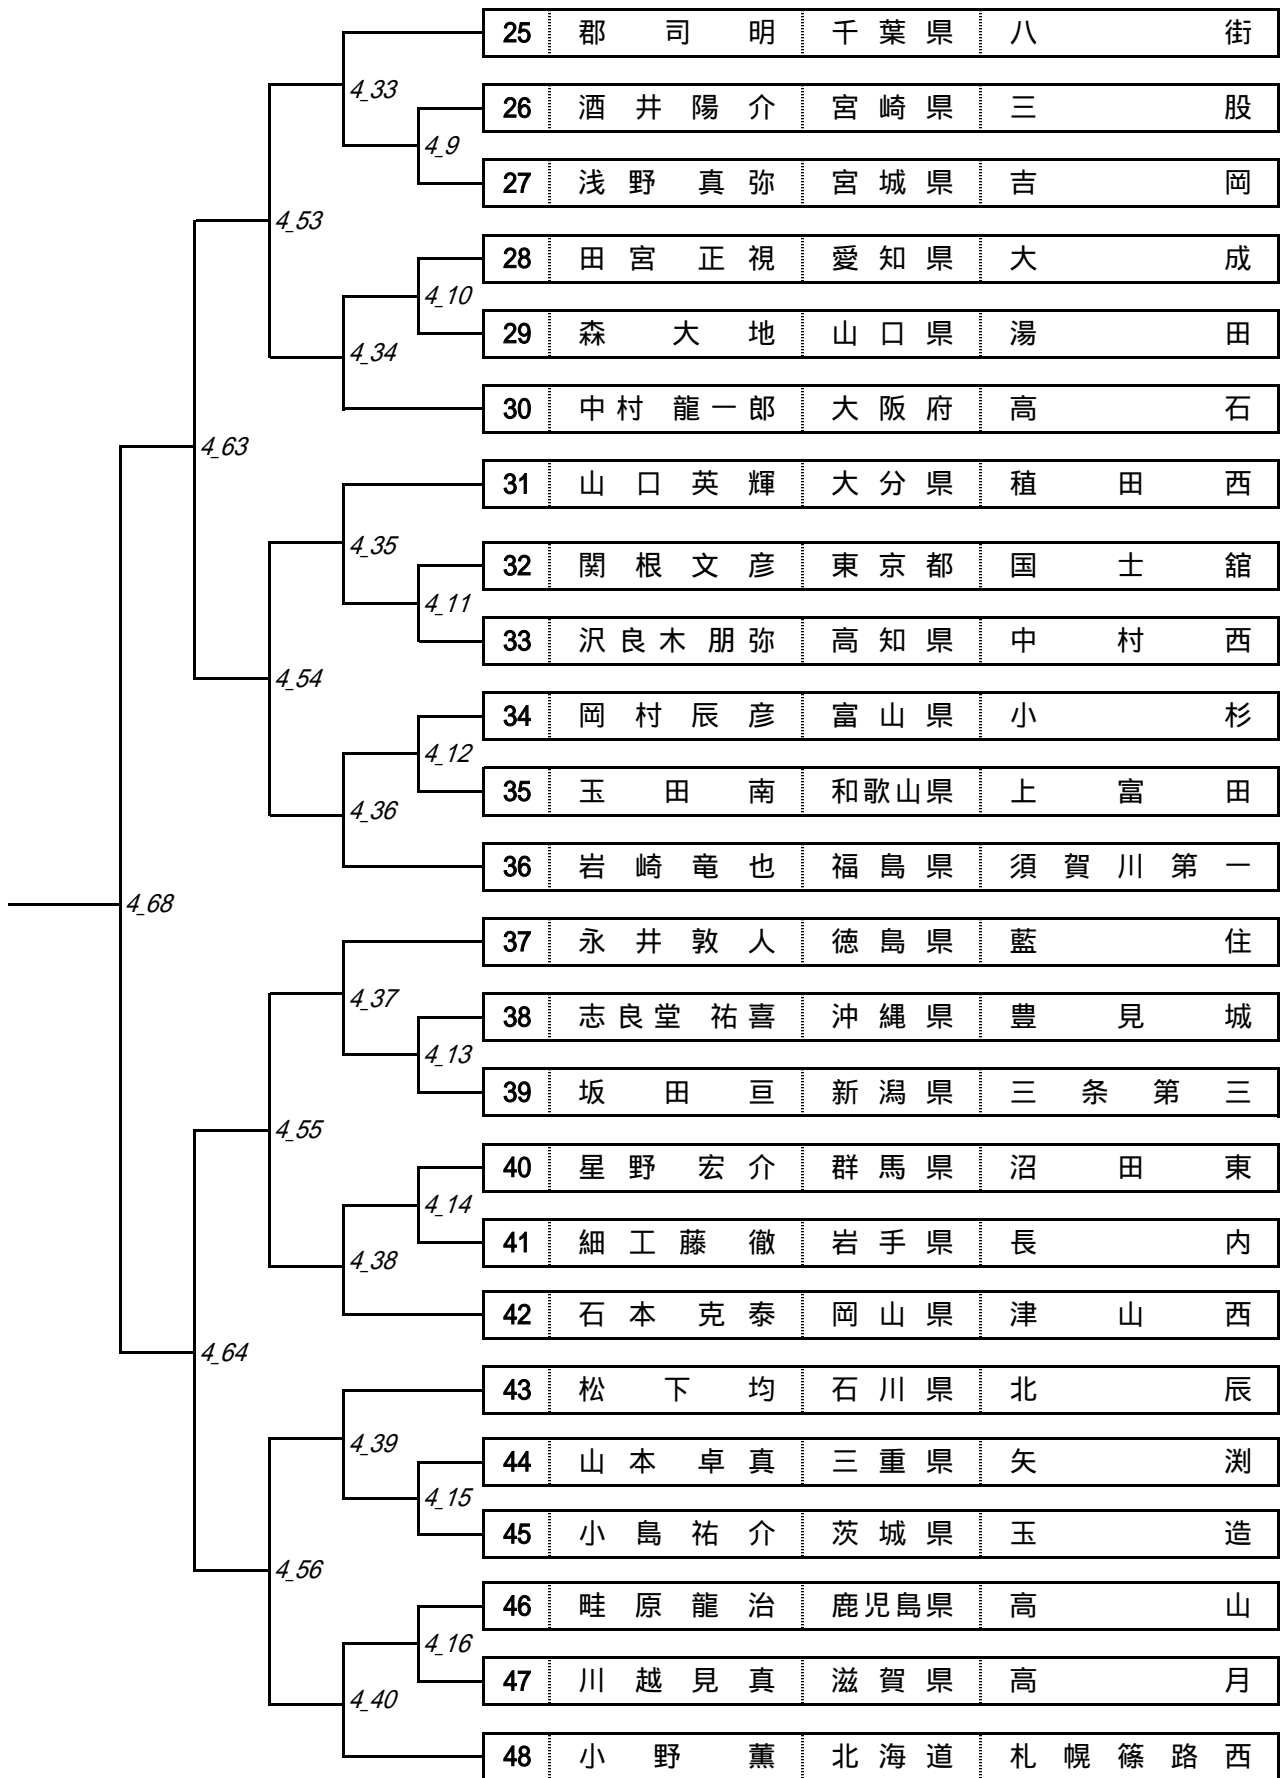 25 郡司明 千葉県 八街
4_33
26 酒井陽介 宮崎県 三股
4_9
27 浅野真弥 宮城県 吉岡
4_53
28 田宮正視 愛知県 大成
4_10
29 森大地 山口県 湯田
4_34
30 中村龍一郎 大阪府 高石
4_63
31 山口英輝 大分県 稙田西
4_35
32 関根文彦 東京都 国士舘
4_11
33 沢良木朋弥 高知県 中村西
4_54
34 岡村辰彦 富山県 小杉
4_12
35 玉田南 和歌山県 上富田
4_36
36 岩崎竜也 福島県 須賀川第一
4_68
37 永井敦人 徳島県 藍住
4_37
38 志良堂祐喜 沖縄県 豊見城
4_13
39 坂田亘 新潟県 三条第三
4_55
40 星野宏介 群馬県 沼田東
4_14
41 細工藤徹 岩手県 長内
4_38
42 石本克泰 岡山県 津山西
4_64
43 松下均 石川県 北辰
4_39
44 山本卓真 三重県 矢渕
4_15
45 小島祐介 茨城県 玉造
4_56
46 畦原龍治 鹿児島県 高山
4_16
47 川越見真 滋賀県 高月
4_40
48 小野薫 北海道 札幌篠路西